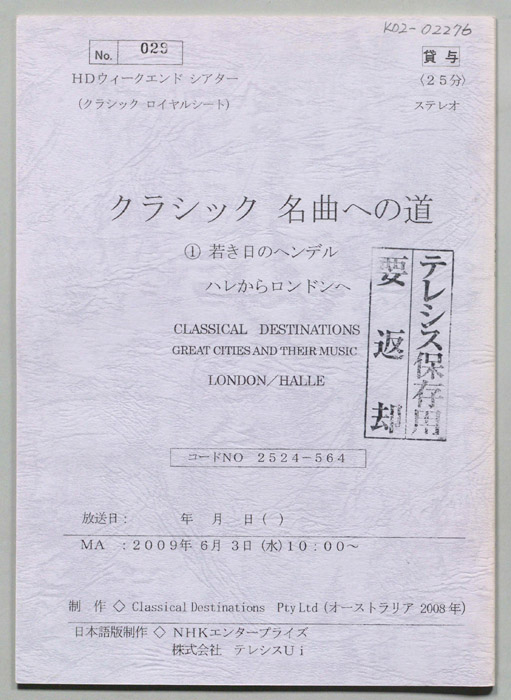 K02-02276
No. 029
貸与
HDウィークエンド シアター
〈25分〉
(クラシック ロイヤルシート)
ステレオ
クラシック 名曲への道
① 若き日のヘンデル
ハレからロンドンへ
CLASSICAL DESTINATIONS
GREAT CITIES AND THEIR MUSIC
LONDON/HALLE
テレシス保存用
要返却
コードNO 2524-564
放送日: 年 月 日( )
MA :2009年 6月 3日(水)10:00~
制 作 ◇ Classical Destinations Pty Ltd (オーストラリア 2008年)
日本語版制作 ◇ NHKエンタープライズ
株式会社 テレシスUi